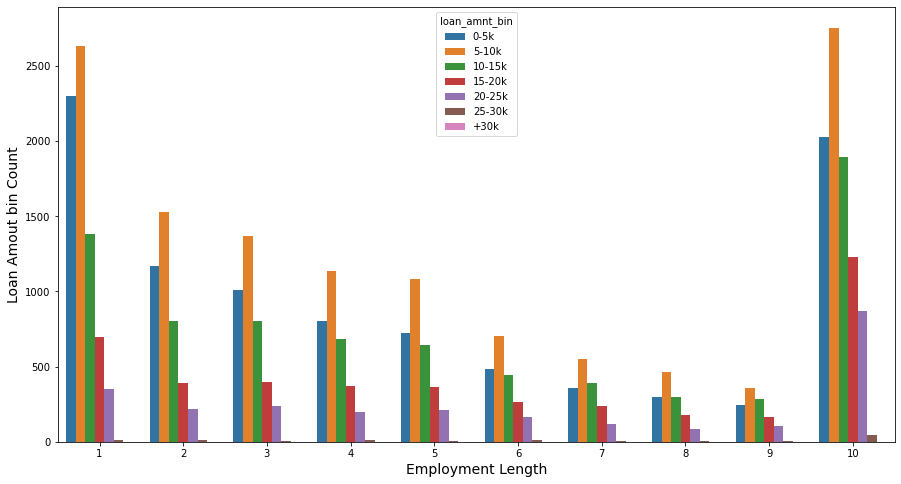 loan_amnt_bin
0-5k
5-10k
10-15k
15-20k
20-25k
25-30k
+30k
Loan Amout bin Count
2500
2000
1500
1000
500
0
1 2 3 4 5 6 7 8 9 10
Employment Length